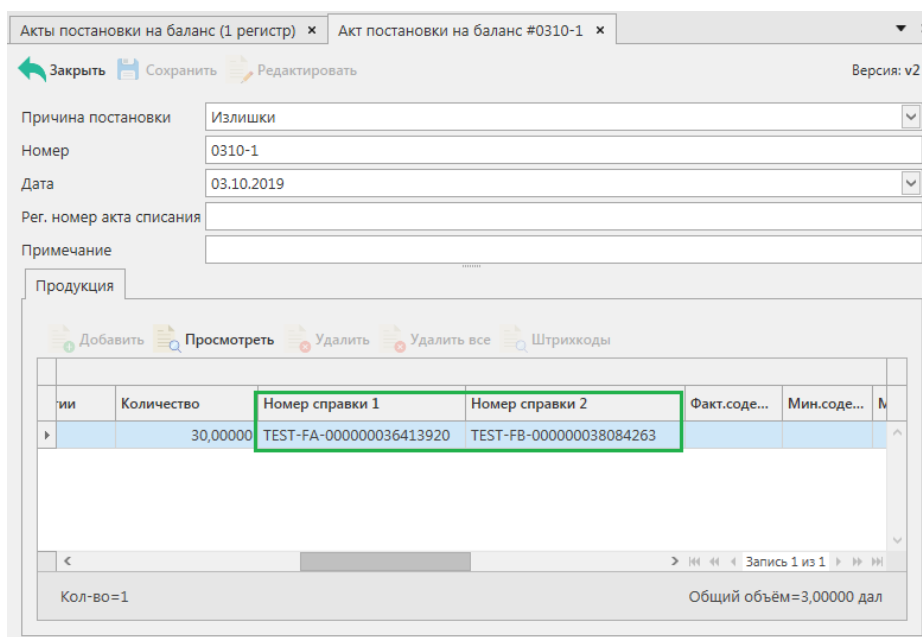 Акты постановки на баланс (1 регистр) × Акт постановки на баланс #0310-1 ×
Закрыть Сохранить Редактировать Версия: v2
Причина постановки Излишки
Номер 0310-1
Дата 03.10.2019
Рег. номер акта списания
Примечание
Продукция
Добавить Просмотреть Удалить Удалить все Штрихкоды
тии Количество Номер справки 1 Номер справки 2 Факт.соде... Мин.соде...
30,00000 TEST-FA-000000036413920 TEST-FB-000000038084263
Запись 1 из 1
Кол-во=1 Общий объём=3,00000 дал